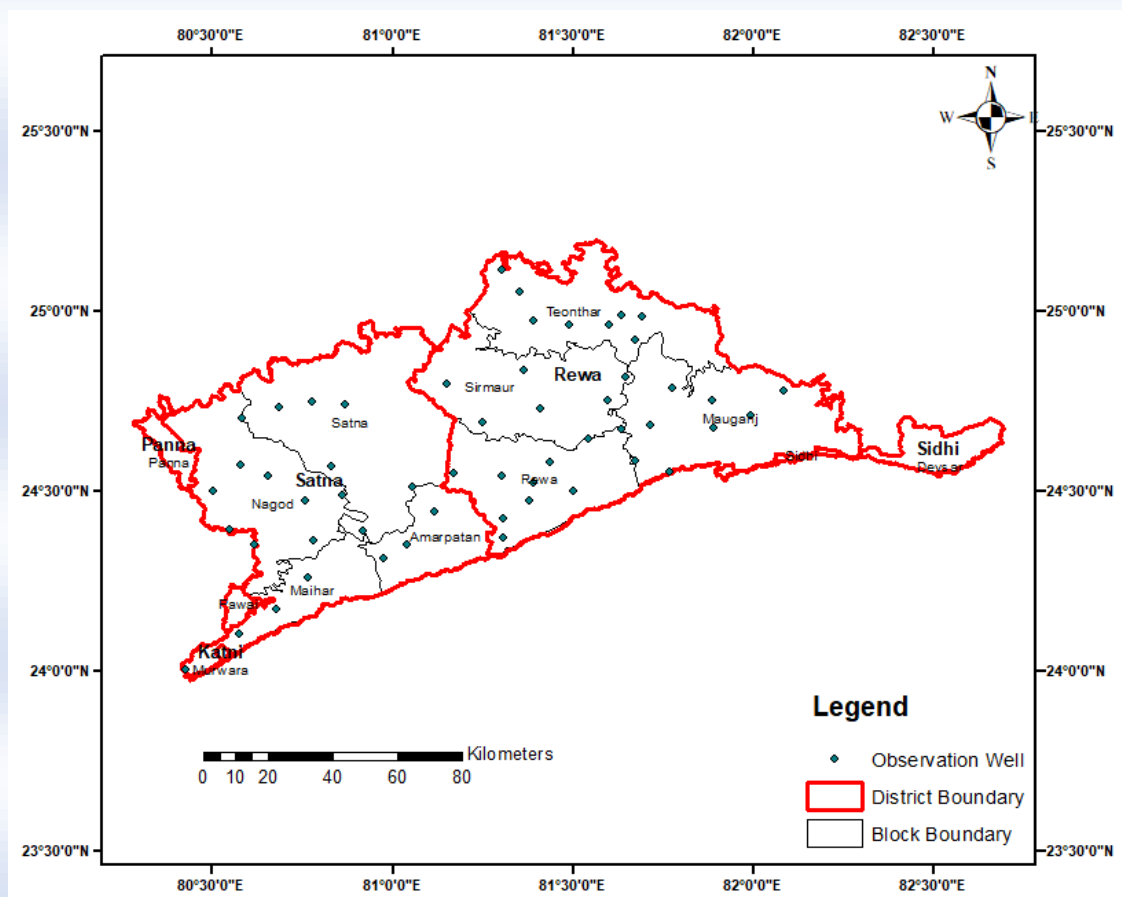 80°30'0"E 81°0'0"E 81°30'0"E 82°0'0"E 82°30'0"E
N
W E
S
25°30'0"N 25°30'0"N
25°0'0"N 25°0'0"N
24°30'0"N 24°30'0"N
24°0'0"N 24°0'0"N
23°30'0"N 23°30'0"N
Teonthar
Rewa
Sirmaur
Mauganj
Satna
Panna
Panna
Sidhi
Sidhi
Devsar
Satna
Rewa
Nagod
Amarpatan
Maihar
Pawai
Katni
Murwara
Legend
Kilometers
0 10 20 40 60 80
Observation Well
District Boundary
Block Boundary
80°30'0"E 81°0'0"E 81°30'0"E 82°0'0"E 82°30'0"E